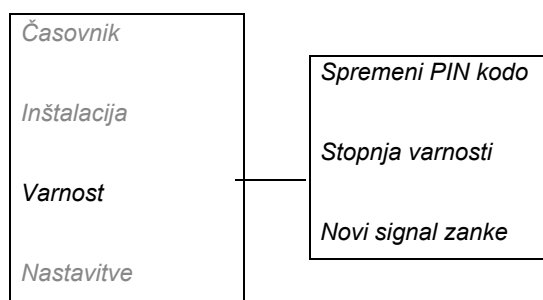 Časovnik
Inštalacija
Varnost
Nastavitve
Spremeni PIN kodo
Stopnja varnosti
Novi signal zanke